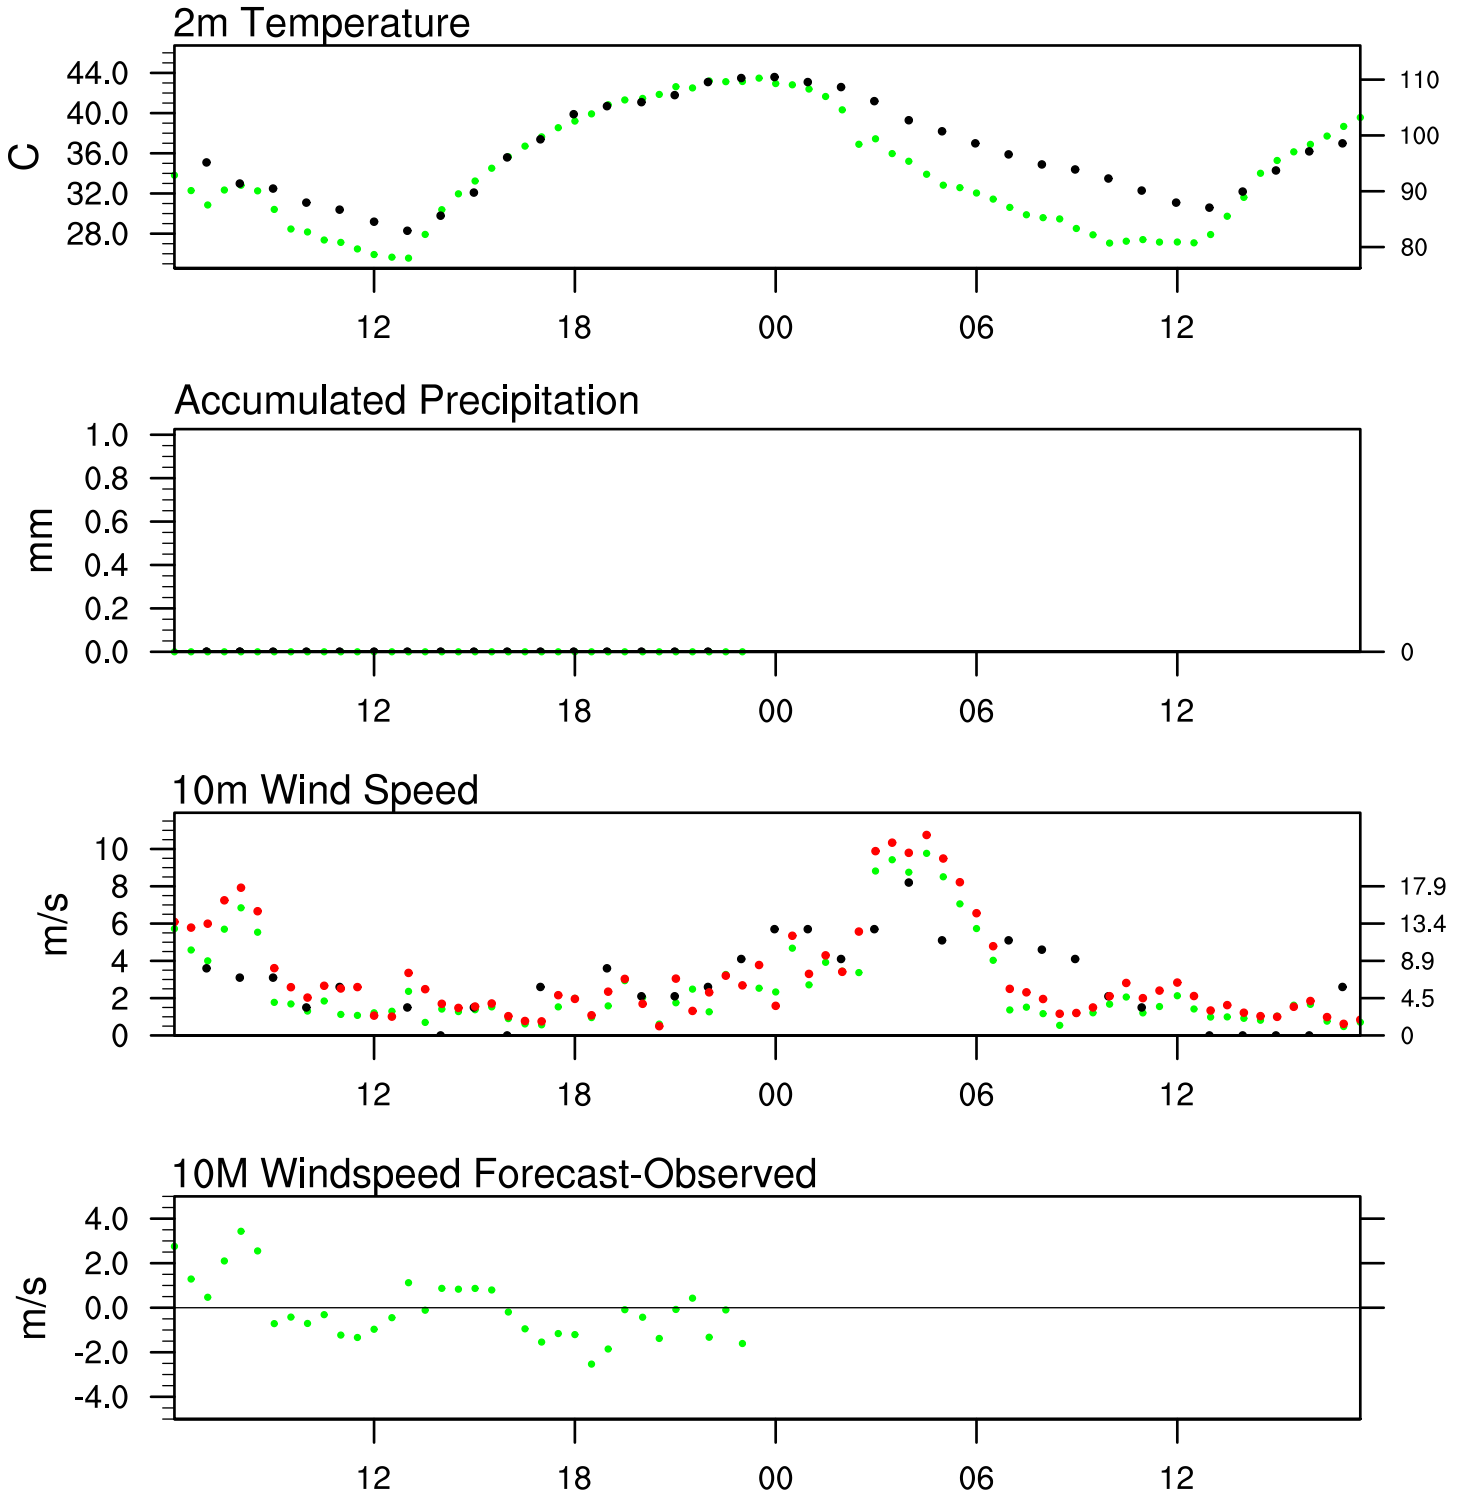 2m Temperature
44.0
40.0
36.0
32.0
28.0
C
110
100
90
80
12 18 00 06 12
Accumulated Precipitation
1.0
0.8
0.6
0.4
0.2
0.0
mm
0
12 18 00 06 12
10m Wind Speed
10
8
6
4
2
0
m/s
17.9
13.4
8.9
4.5
0
12 18 00 06 12
10M Windspeed Forecast-Observed
4.0
2.0
0.0
-2.0
-4.0
m/s
12 18 00 06 12